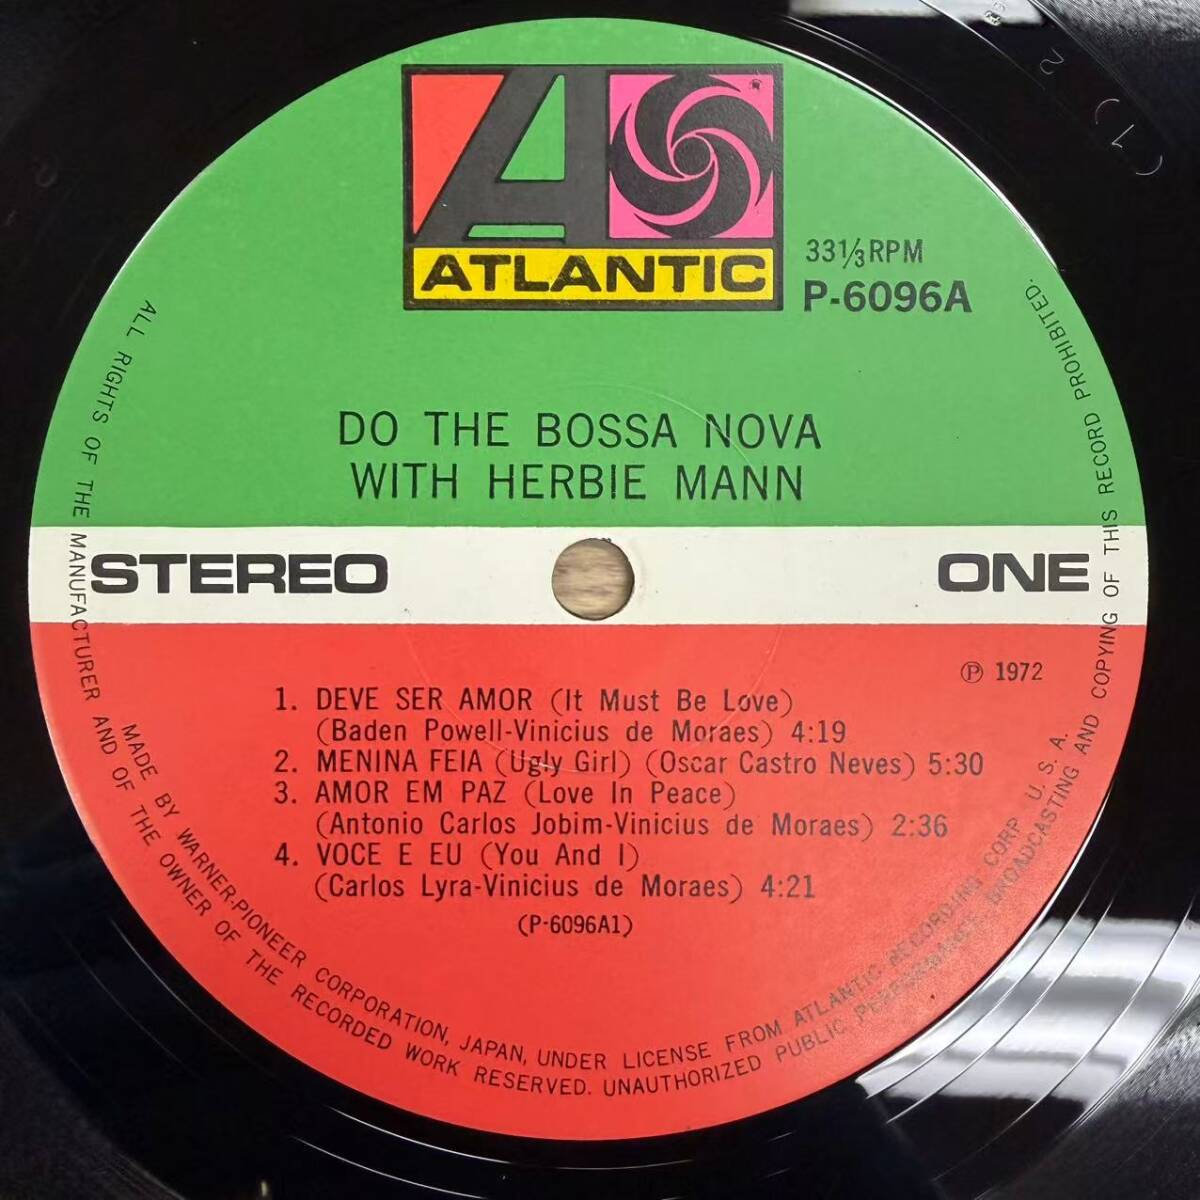 ATLANTIC
33⅓ RPM
P-6096A
DO THE BOSSA NOVA
WITH HERBIE MANN
STEREO
ONE
℗ 1972
1. DEVE SER AMOR (It Must Be Love)
(Baden Powell-Vinicius de Moraes) 4:19
2. MENINA FEIA (Ugly Girl) (Oscar Castro Neves) 5:30
3. AMOR EM PAZ (Love In Peace)
(Antonio Carlos Jobim-Vinicius de Moraes) 2:36
4. VOCE E EU (You And I)
(Carlos Lyra-Vinicius de Moraes) 4:21
(P-6096A1)
MADE BY WARNER-PIONEER CORPORATION, JAPAN, UNDER LICENSE FROM ATLANTIC RECORDING CORP U. S. A.
ALL RIGHTS OF THE MANUFACTURER AND OF THE OWNER OF THE RECORDED WORK RESERVED. UNAUTHORIZED PUBLIC PERFORMANCE BROADCASTING AND COPYING OF THIS RECORD PROHIBITED.